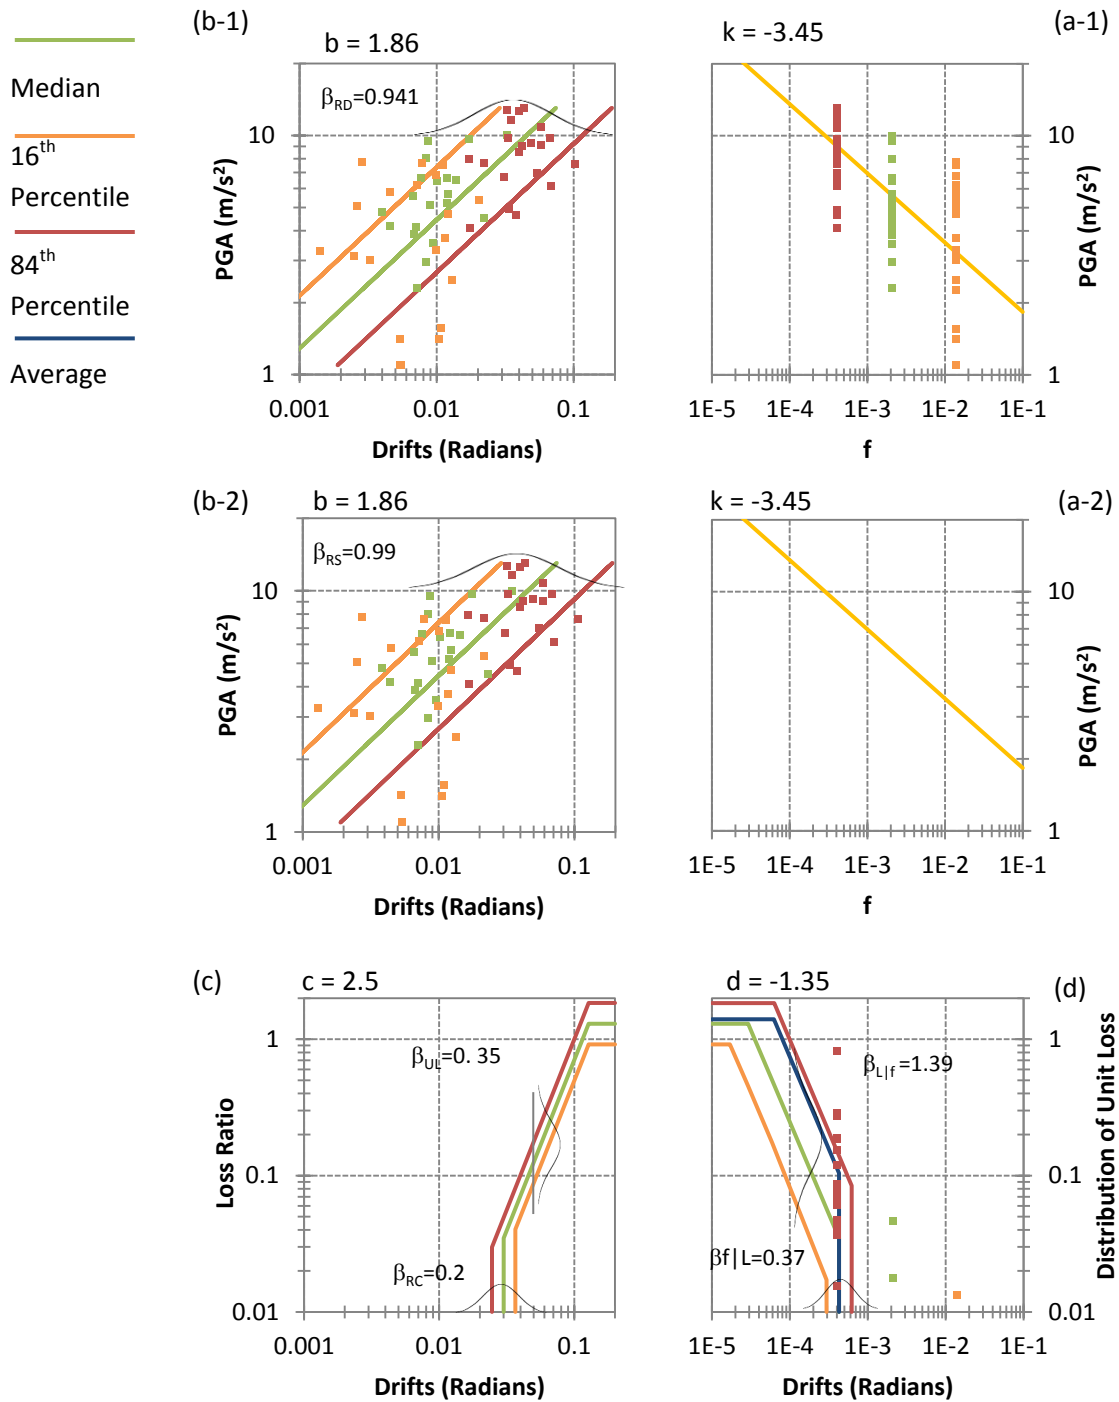 Median
16th
Percentile
84th
Percentile
Average
(b-1)
b = 1.86
βRD=0.941
PGA (m/s²)
10
1
0.001 0.01 0.1
Drifts (Radians)
k = -3.45
(a-1)
10
1
PGA (m/s²)
1E-5 1E-4 1E-3 1E-2 1E-1
f
(b-2)
b = 1.86
βRS=0.99
PGA (m/s²)
10
1
0.001 0.01 0.1
Drifts (Radians)
k = -3.45
(a-2)
10
1
PGA (m/s²)
1E-5 1E-4 1E-3 1E-2 1E-1
f
(c)
c = 2.5
βUL=0. 35
Loss Ratio
1
0.1
0.01
βRC=0.2
0.001 0.01 0.1
Drifts (Radians)
d = -1.35
(d)
βL|f =1.39
1
0.1
0.01
βf|L=0.37
Distribution of Unit Loss
1E-5 1E-4 1E-3 1E-2 1E-1
Drifts (Radians)